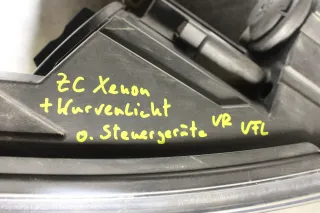 ZC Xenon
+ Kurvenlicht
o. Steuergeräte VR VFL